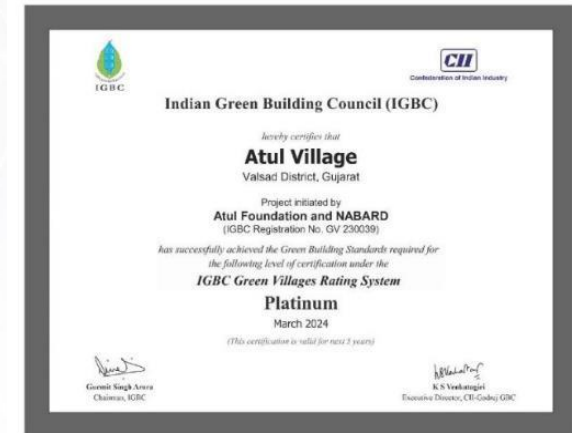 IGBC
CII
Confederation of Indian Industry
Indian Green Building Council (IGBC)
hereby certifies that
Atul Village
Valsad District, Gujarat
Project initiated by
Atul Foundation and NABARD
(IGBC Registration No. GV 230039)
has successfully achieved the Green Building Standards required for
the following level of certification under the
IGBC Green Villages Rating System
Platinum
March 2024
(This certification is valid for next 3 years)
Gurmit Singh Arora
Chairman, IGBC
K S Venkatagiri
Executive Director, CII-Godrej GBC